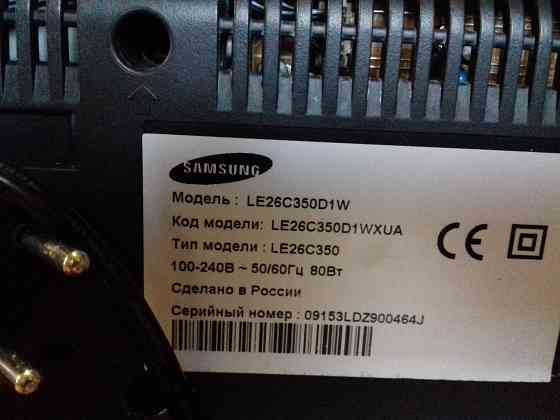 SAMSUNG
Модель : LE26C350D1W
Код модели: LE26C350D1WXUA
Тип модели : LE26C350
100-240В ~ 50/60Гц 80Вт
Сделано в России
Серийный номер : 09153LDZ900464J
CE